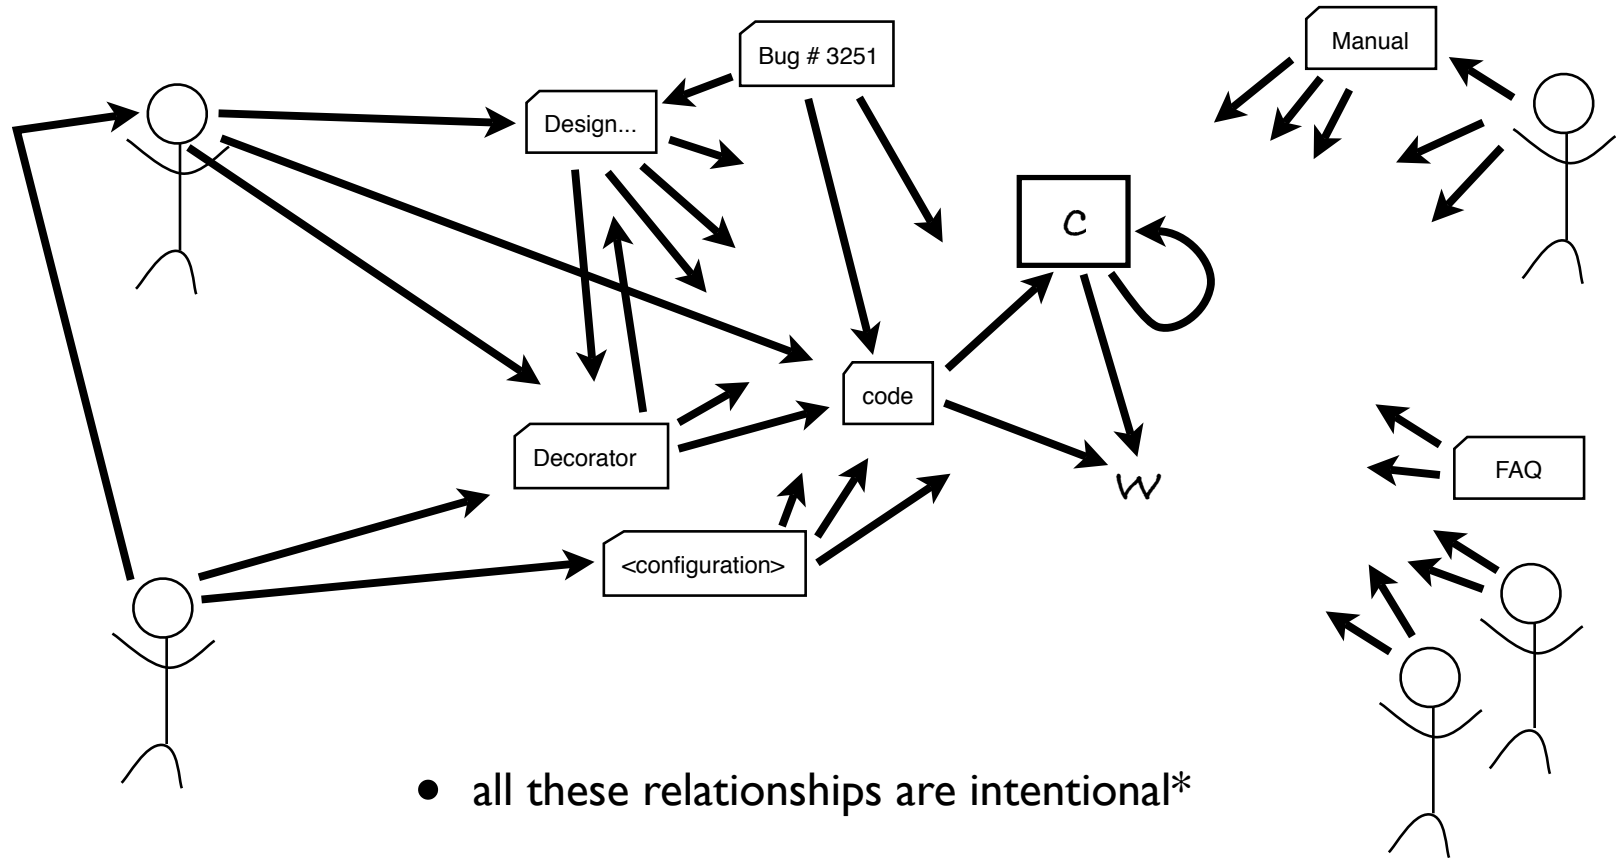 Bug # 3251
Manual
Design...
C
code
Decorator
FAQ
W
<configuration>
• all these relationships are intentional*